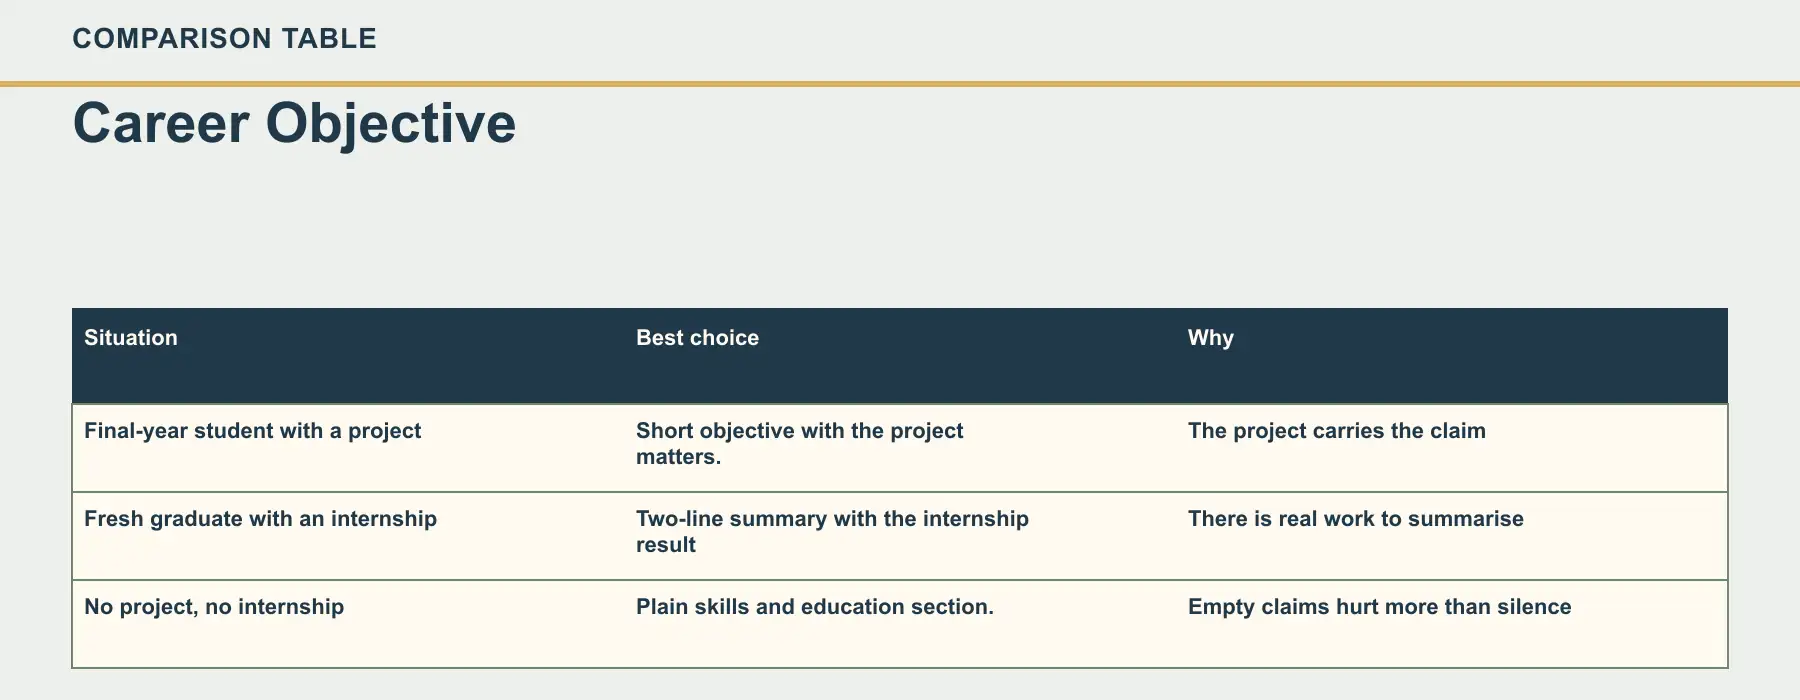 COMPARISON TABLE
Career Objective
Situation
Best choice
Why
Final-year student with a project
Short objective with the project
matters.
The project carries the claim
Fresh graduate with an internship
Two-line summary with the internship
result
There is real work to summarise
No project, no internship
Plain skills and education section.
Empty claims hurt more than silence